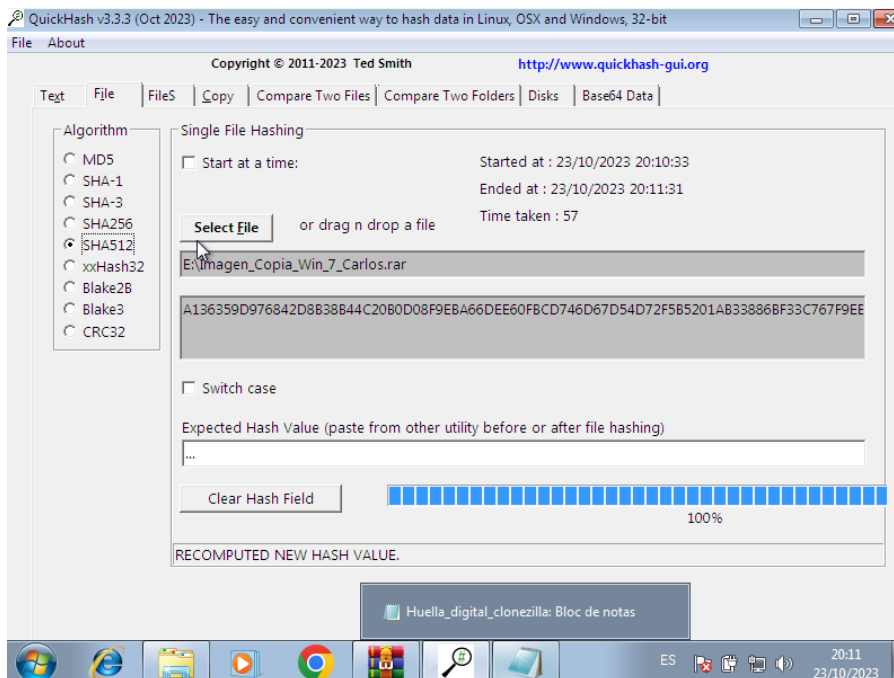 QuickHash v3.3.3 (Oct 2023) - The easy and convenient way to hash data in Linux, OSX and Windows, 32-bit
File About
Copyright © 2011-2023 Ted Smith http://www.quickhash-gui.org
Text File FileS Copy Compare Two Files Compare Two Folders Disks Base64 Data
Algorithm
MD5
SHA-1
SHA-3
SHA256
SHA512
xxHash32
Blake2B
Blake3
CRC32
Single File Hashing
Start at a time:
Started at : 23/10/2023 20:10:33
Ended at : 23/10/2023 20:11:31
Time taken : 57
Select File or drag n drop a file
E:\Imagen_Copia_Win_7_Carlos.rar
A136359D976842D8B38B44C20B0D08F9EBA66DEE60FBCD746D67D54D72F5B5201AB33886BF33C767F9EE
Switch case
Expected Hash Value (paste from other utility before or after file hashing)
...
Clear Hash Field
100%
RECOMPUTED NEW HASH VALUE.
Huella_digital_clonezilla: Bloc de notas
ES
20:11
23/10/2023